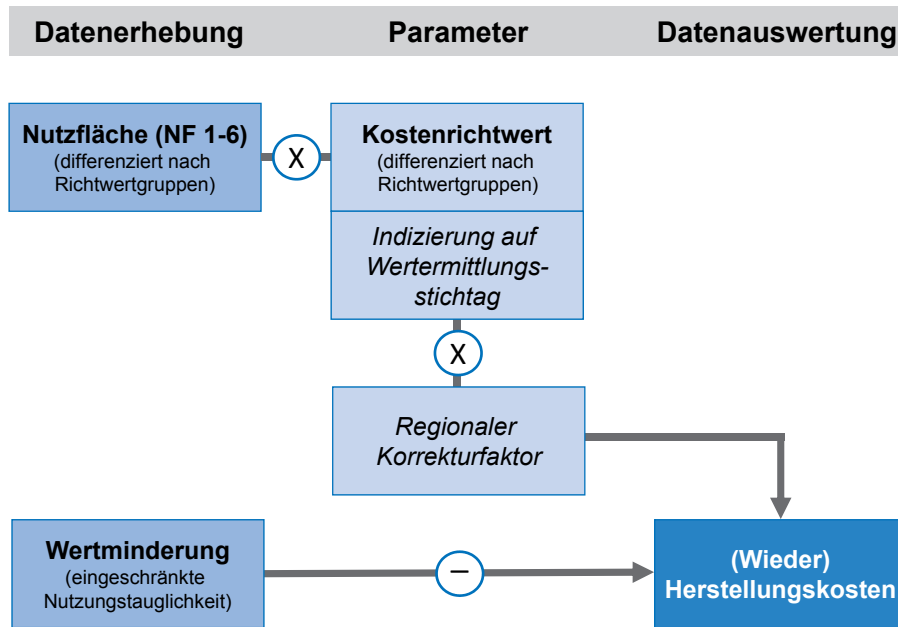 Datenerhebung
Parameter
Datenauswertung
Nutzfläche (NF 1-6)
(differenziert nach
Richtwertgruppen)
X
Kostenrichtwert
(differenziert nach
Richtwertgruppen)
Indizierung auf
Wertermittlungs-
stichtag
X
Regionaler
Korrekturfaktor
Wertminderung
(eingeschränkte
Nutzungstauglichkeit)
–
(Wieder)
Herstellungskosten